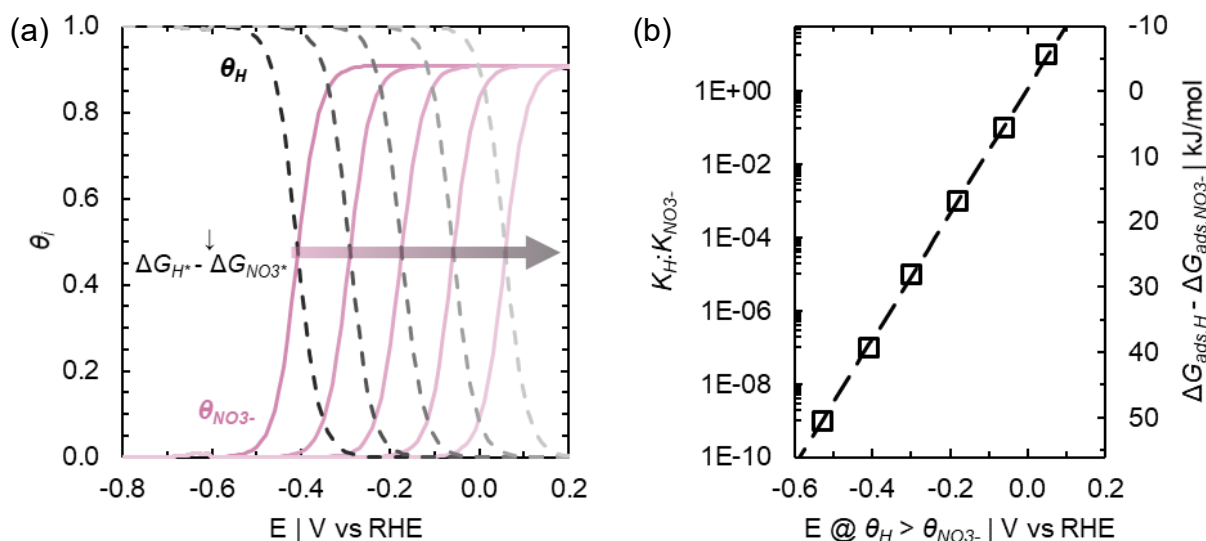 (a)
1.0
0.8
0.6
0.4
0.2
0.0
θi
θH
↓
ΔGH* - ΔGNO3*
θNO3-
-0.8
-0.6
-0.4
-0.2
0.0
0.2
E | V vs RHE
(b)
1E+00
1E-02
1E-04
1E-06
1E-08
1E-10
KH:KNO3-
-10
0
10
20
30
40
50
ΔGads,H - ΔGads,NO3- | kJ/mol
-0.6
-0.4
-0.2
0.0
0.2
E @ θH > θNO3- | V vs RHE